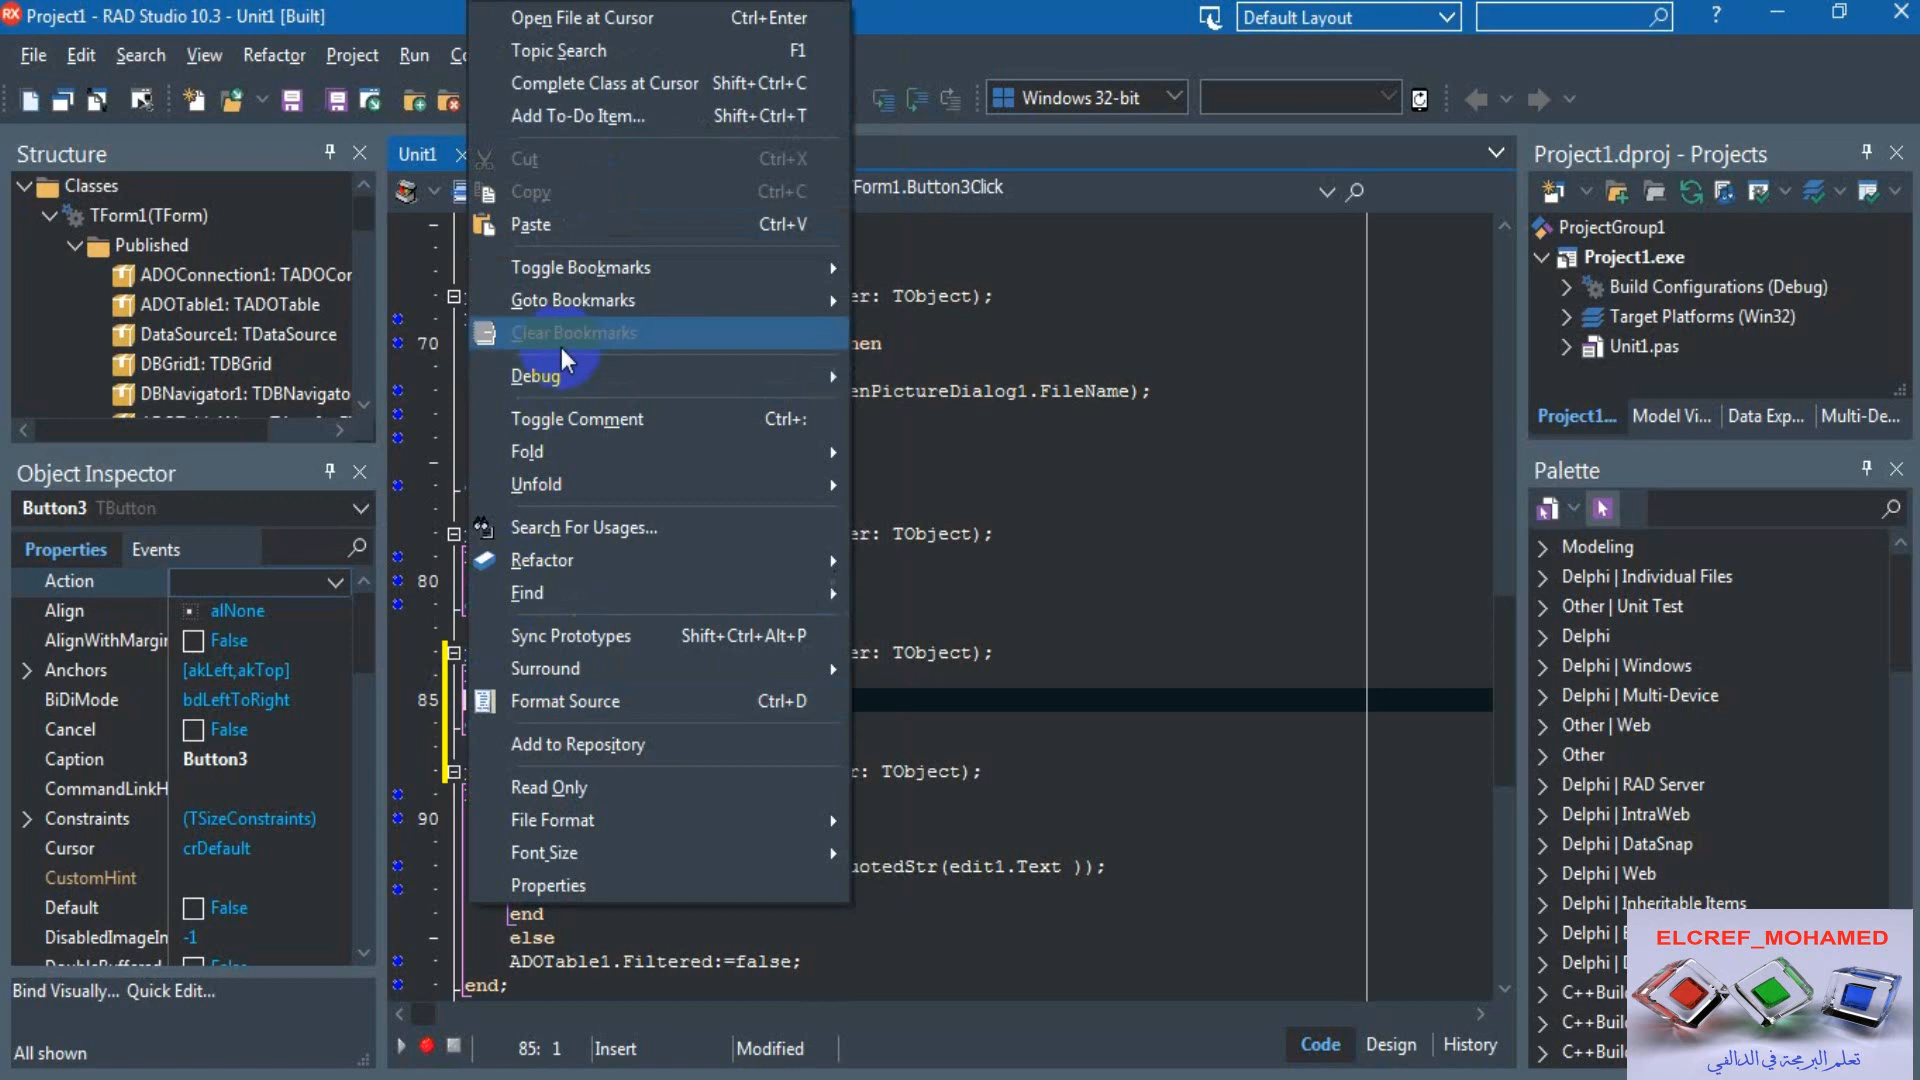 Project1 - RAD Studio 10.3 - Unit1 [Built]
Default Layout
?
File Edit Search View Refactor Project Run
Windows 32-bit
Structure
Classes
TForm1(TForm)
Published
ADOConnection1: TADOCor
ADOTable1: TADOTable
DataSource1: TDataSource
DBGrid1: TDBGrid
DBNavigator1: TDBNavigato
Object Inspector
Button3 TButton
Properties Events
Action
Align alNone
AlignWithMargir False
Anchors [akLeft,akTop]
BiDiMode bdLeftToRight
Cancel False
Caption Button3
CommandLinkH
Constraints (TSizeConstraints)
Cursor crDefault
CustomHint
Default False
DisabledImageIn -1
Bind Visually... Quick Edit...
All shown
Open File at Cursor Ctrl+Enter
Topic Search F1
Complete Class at Cursor Shift+Ctrl+C
Add To-Do Item... Shift+Ctrl+T
Cut Ctrl+X
Copy Ctrl+C
Paste Ctrl+V
Toggle Bookmarks
Goto Bookmarks
Clear Bookmarks
Debug
Toggle Comment Ctrl+:
Fold
Unfold
Search For Usages...
Refactor
Find
Sync Prototypes Shift+Ctrl+Alt+P
Surround
Format Source Ctrl+D
Add to Repository
Read Only
File Format
Font Size
Properties
Unit1
Form1.Button3Click
er: TObject);
70 hen
enPictureDialog1.FileName);
er: TObject);
80
er: TObject);
85
r: TObject);
90
uotedStr(edit1.Text ));
end
else
ADOTable1.Filtered:=false;
end;
85: 1 Insert Modified
Code Design History
Project1.dproj - Projects
ProjectGroup1
Project1.exe
Build Configurations (Debug)
Target Platforms (Win32)
Unit1.pas
Project1... Model Vi... Data Exp... Multi-De...
Palette
Modeling
Delphi | Individual Files
Other | Unit Test
Delphi
Delphi | Windows
Delphi | Multi-Device
Other | Web
Other
Delphi | RAD Server
Delphi | IntraWeb
Delphi | DataSnap
Delphi | Web
Delphi | Inheritable Items
Delphi |
Delphi |
C++Buil
C++Buil
C++Buil
ELCREF_MOHAMED
تعلم البرمجة في الدالفي